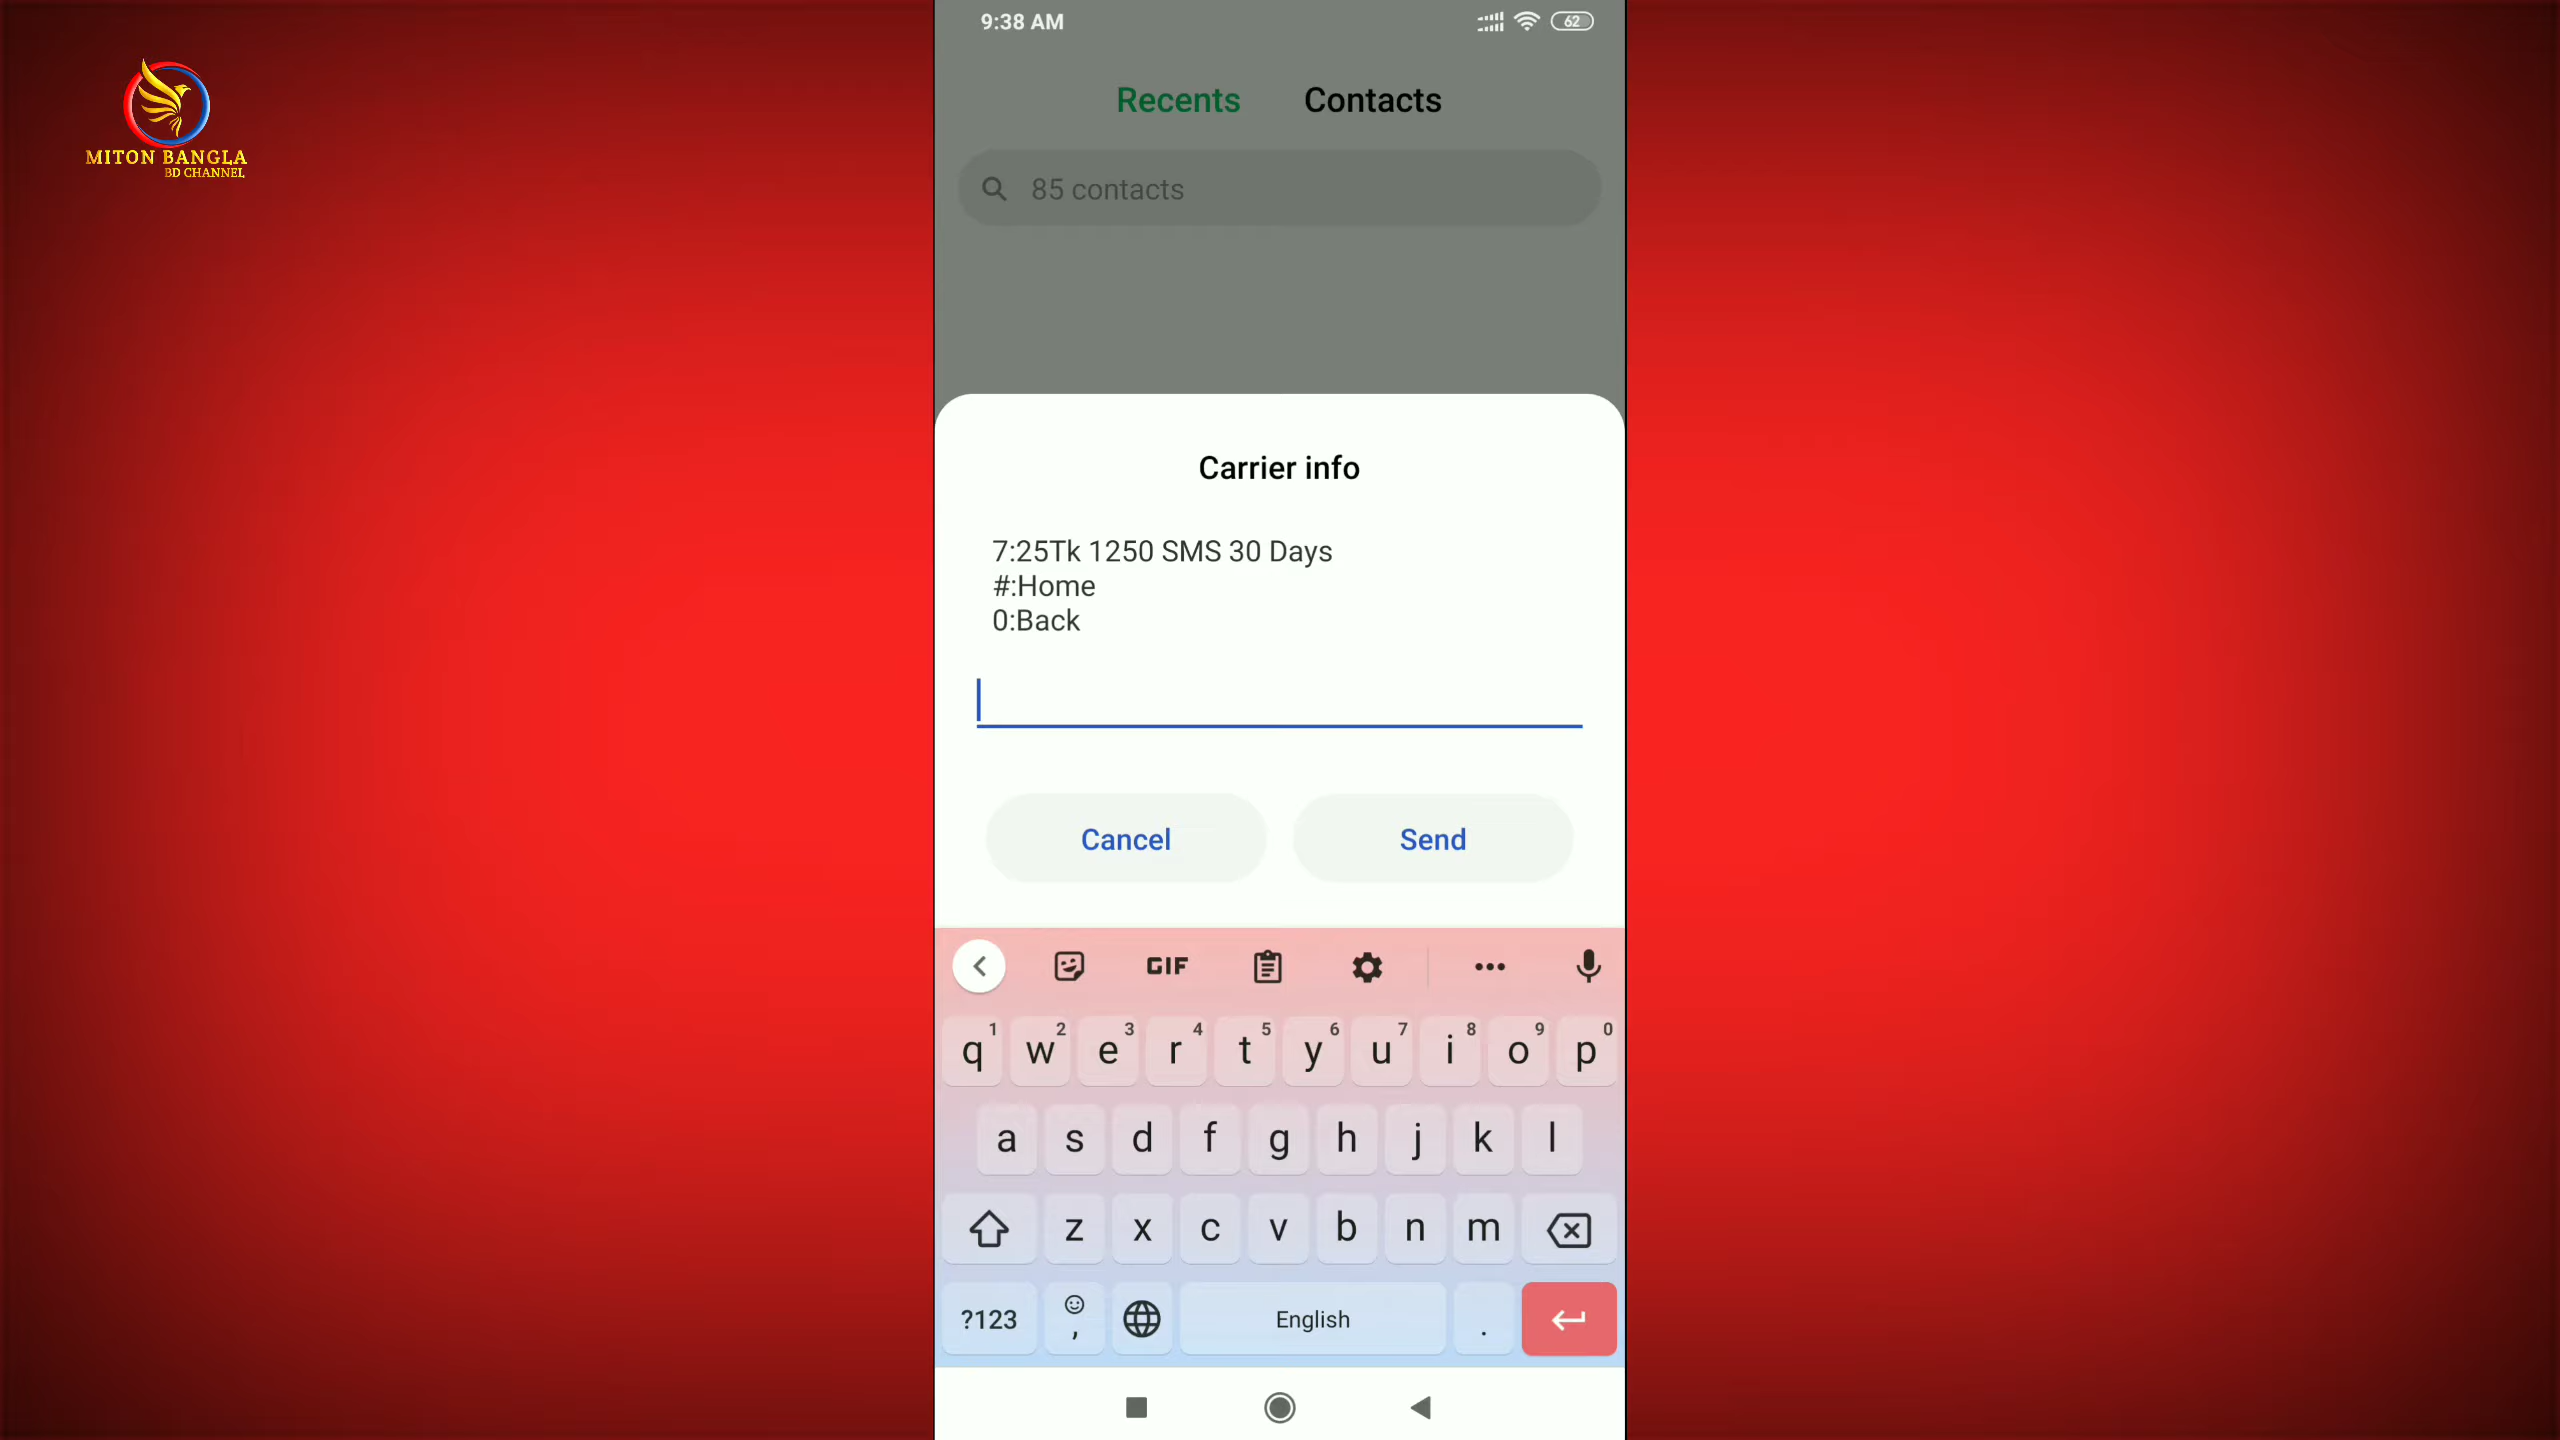 MITON BANGLA
BD CHANNEL
9:38 AM
62
Recents Contacts
85 contacts
Carrier info
7:25Tk 1250 SMS 30 Days
#:Home
0:Back
Cancel Send
GIF
1 2 3 4 5 6 7 8 9 0
q w e r t y u i o p
a s d f g h j k l
z x c v b n m
?123 , English .